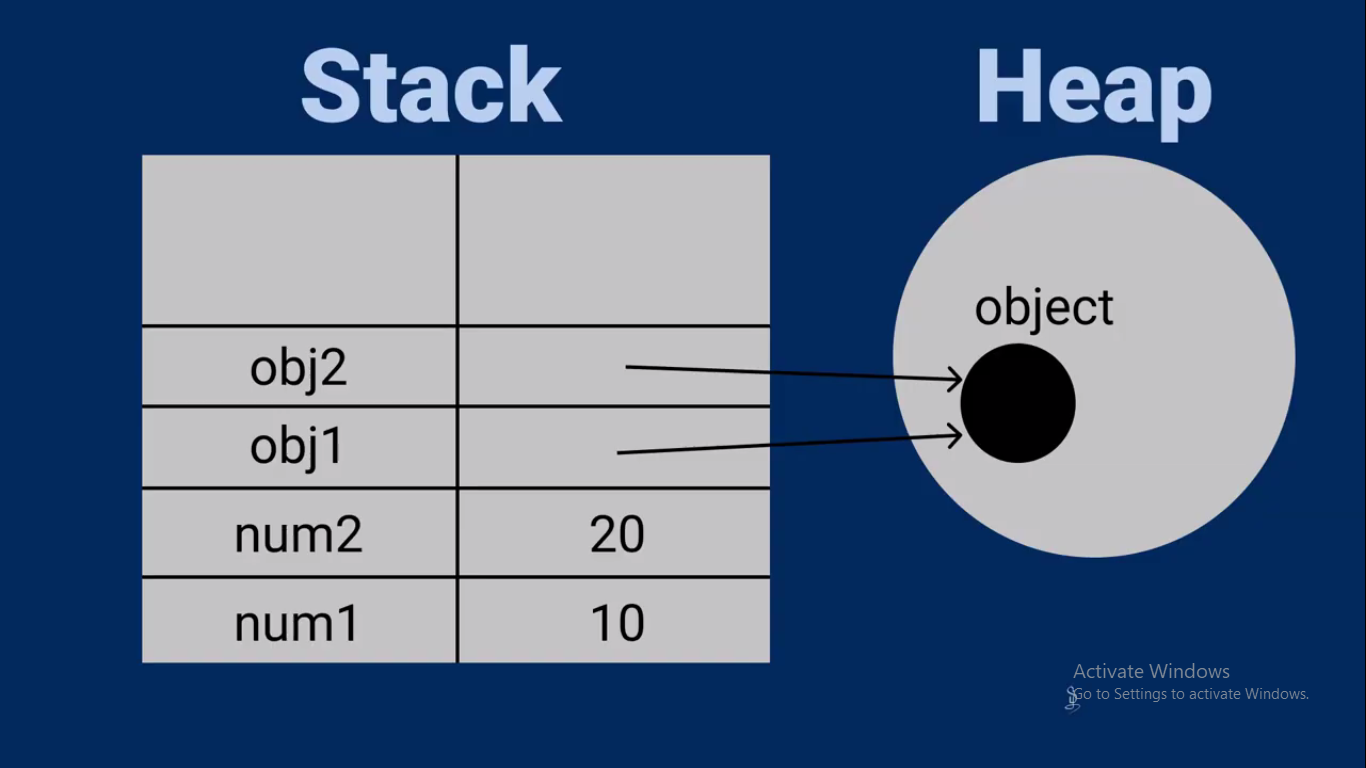 Stack
Heap
obj2
obj1
num2 20
num1 10
object
Activate Windows
Go to Settings to activate Windows.